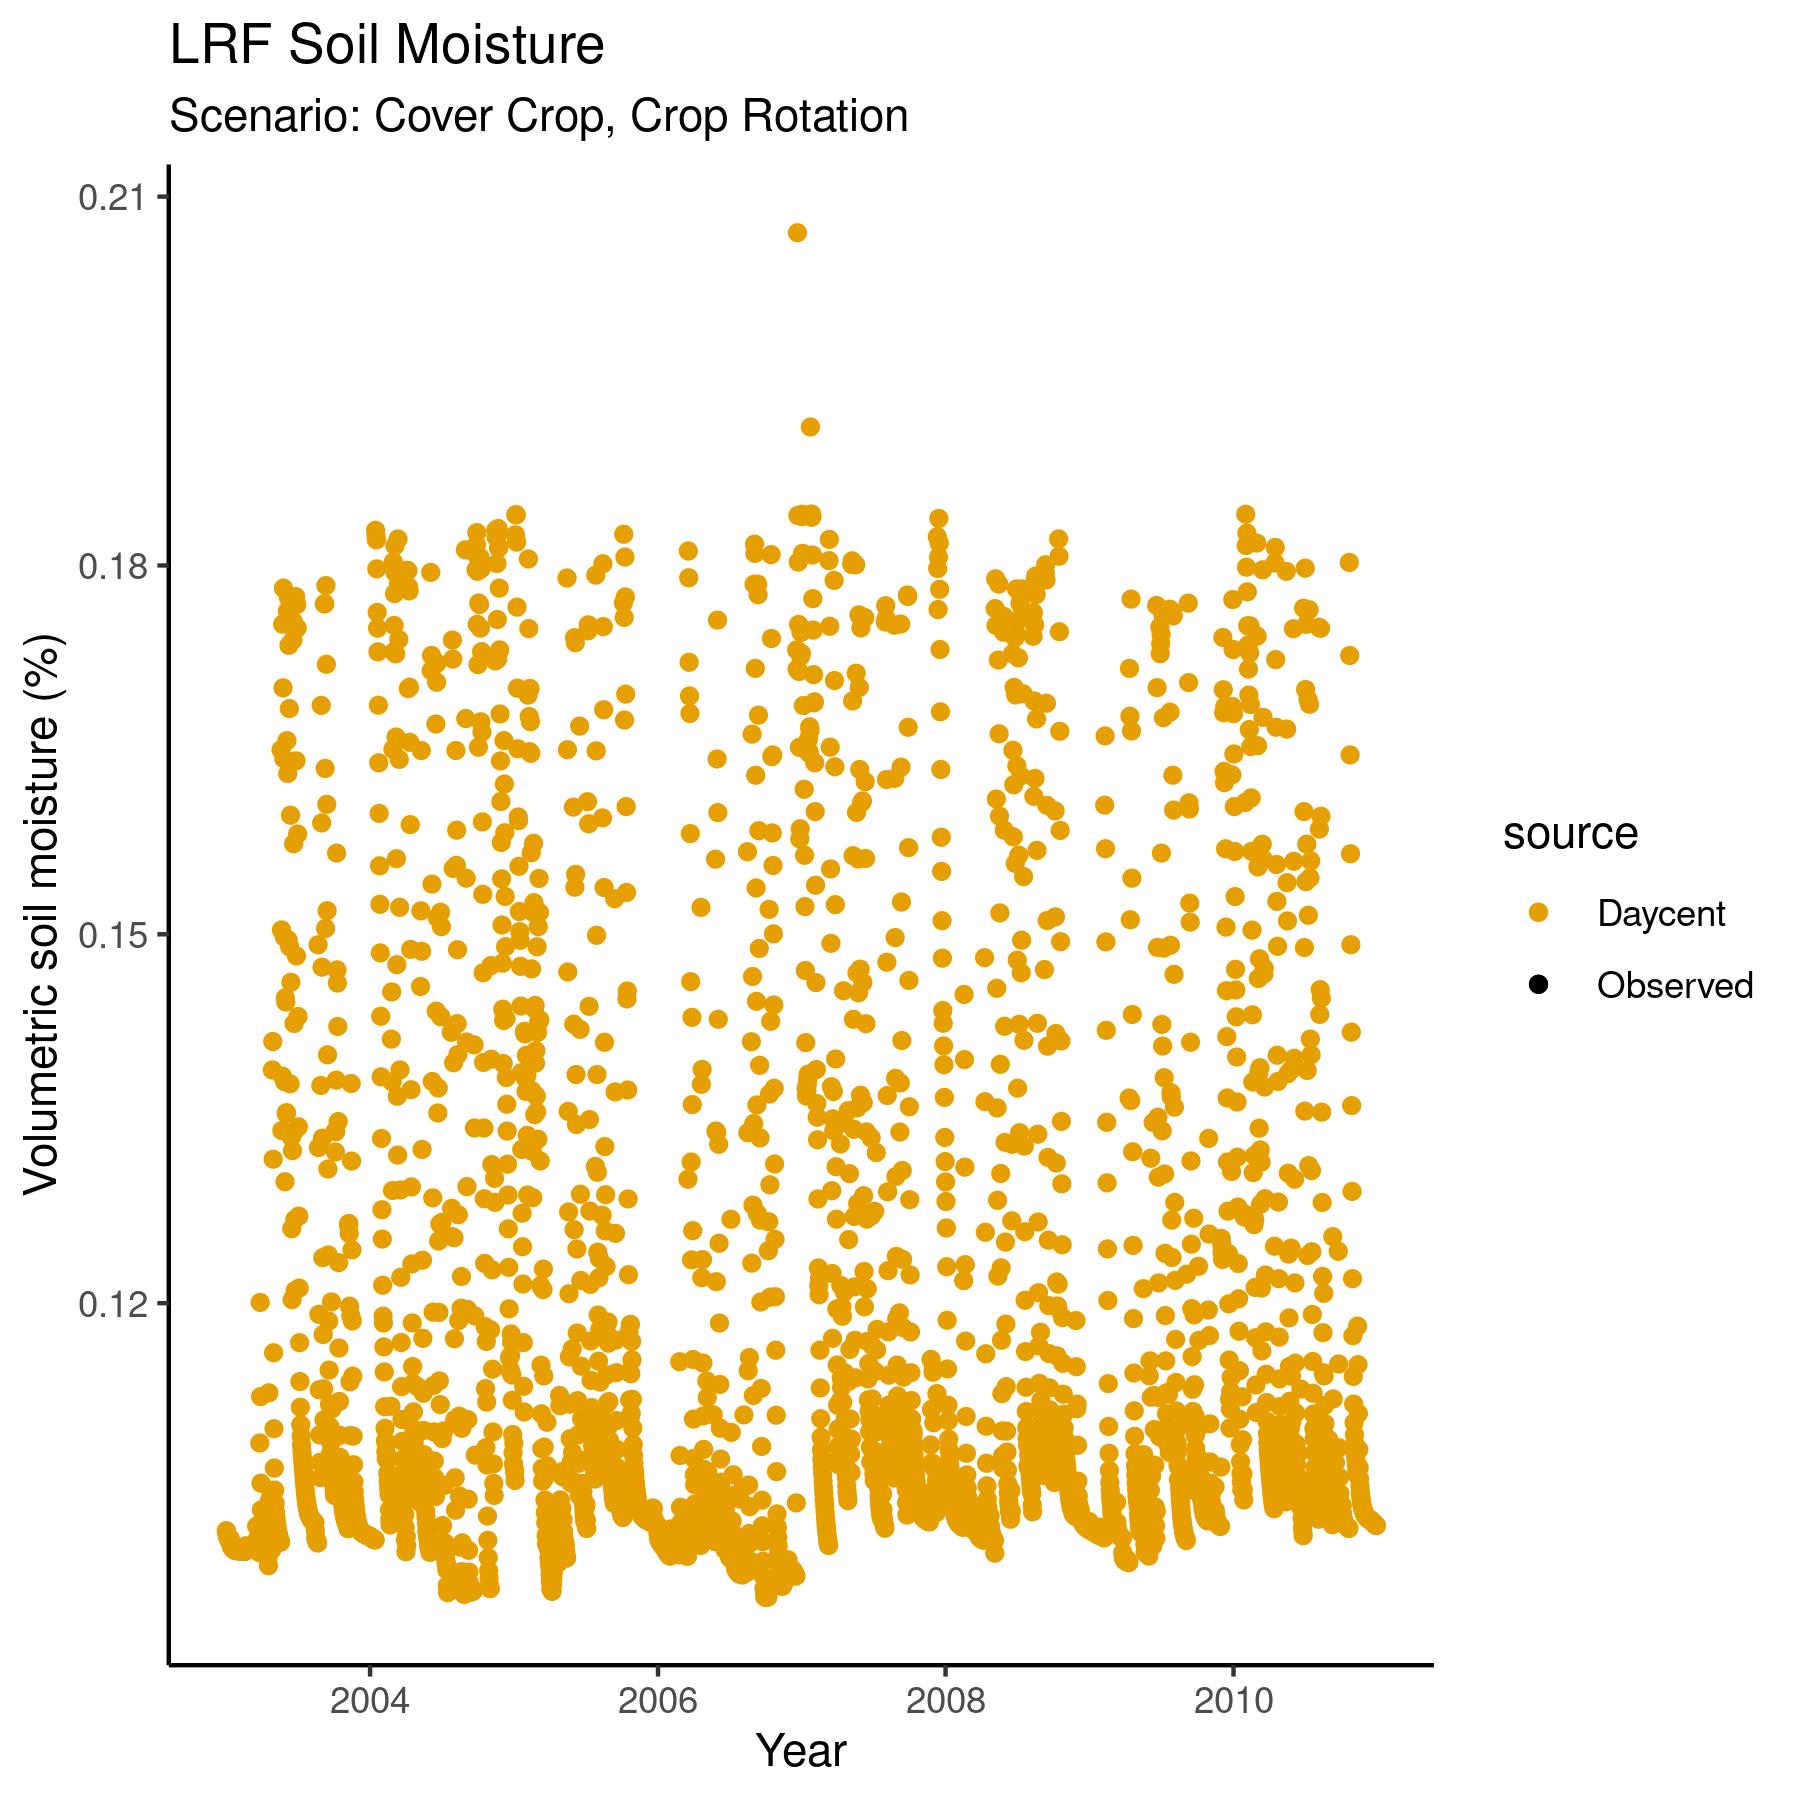 LRF Soil Moisture
Scenario: Cover Crop, Crop Rotation
Volumetric soil moisture (%)
0.21
0.18
0.15
0.12
2004 2006 2008 2010
Year
source
Daycent
Observed